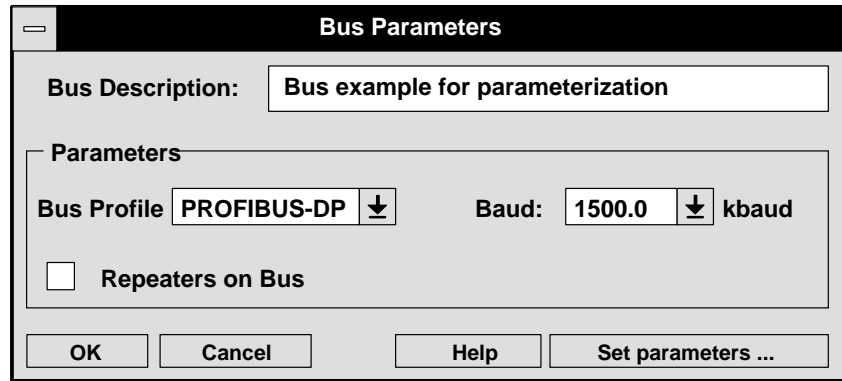 Bus Parameters
Bus Description: Bus example for parameterization
Parameters
Bus Profile PROFIBUS-DP Baud: 1500.0 kbaud
Repeaters on Bus
OK Cancel Help Set parameters ...